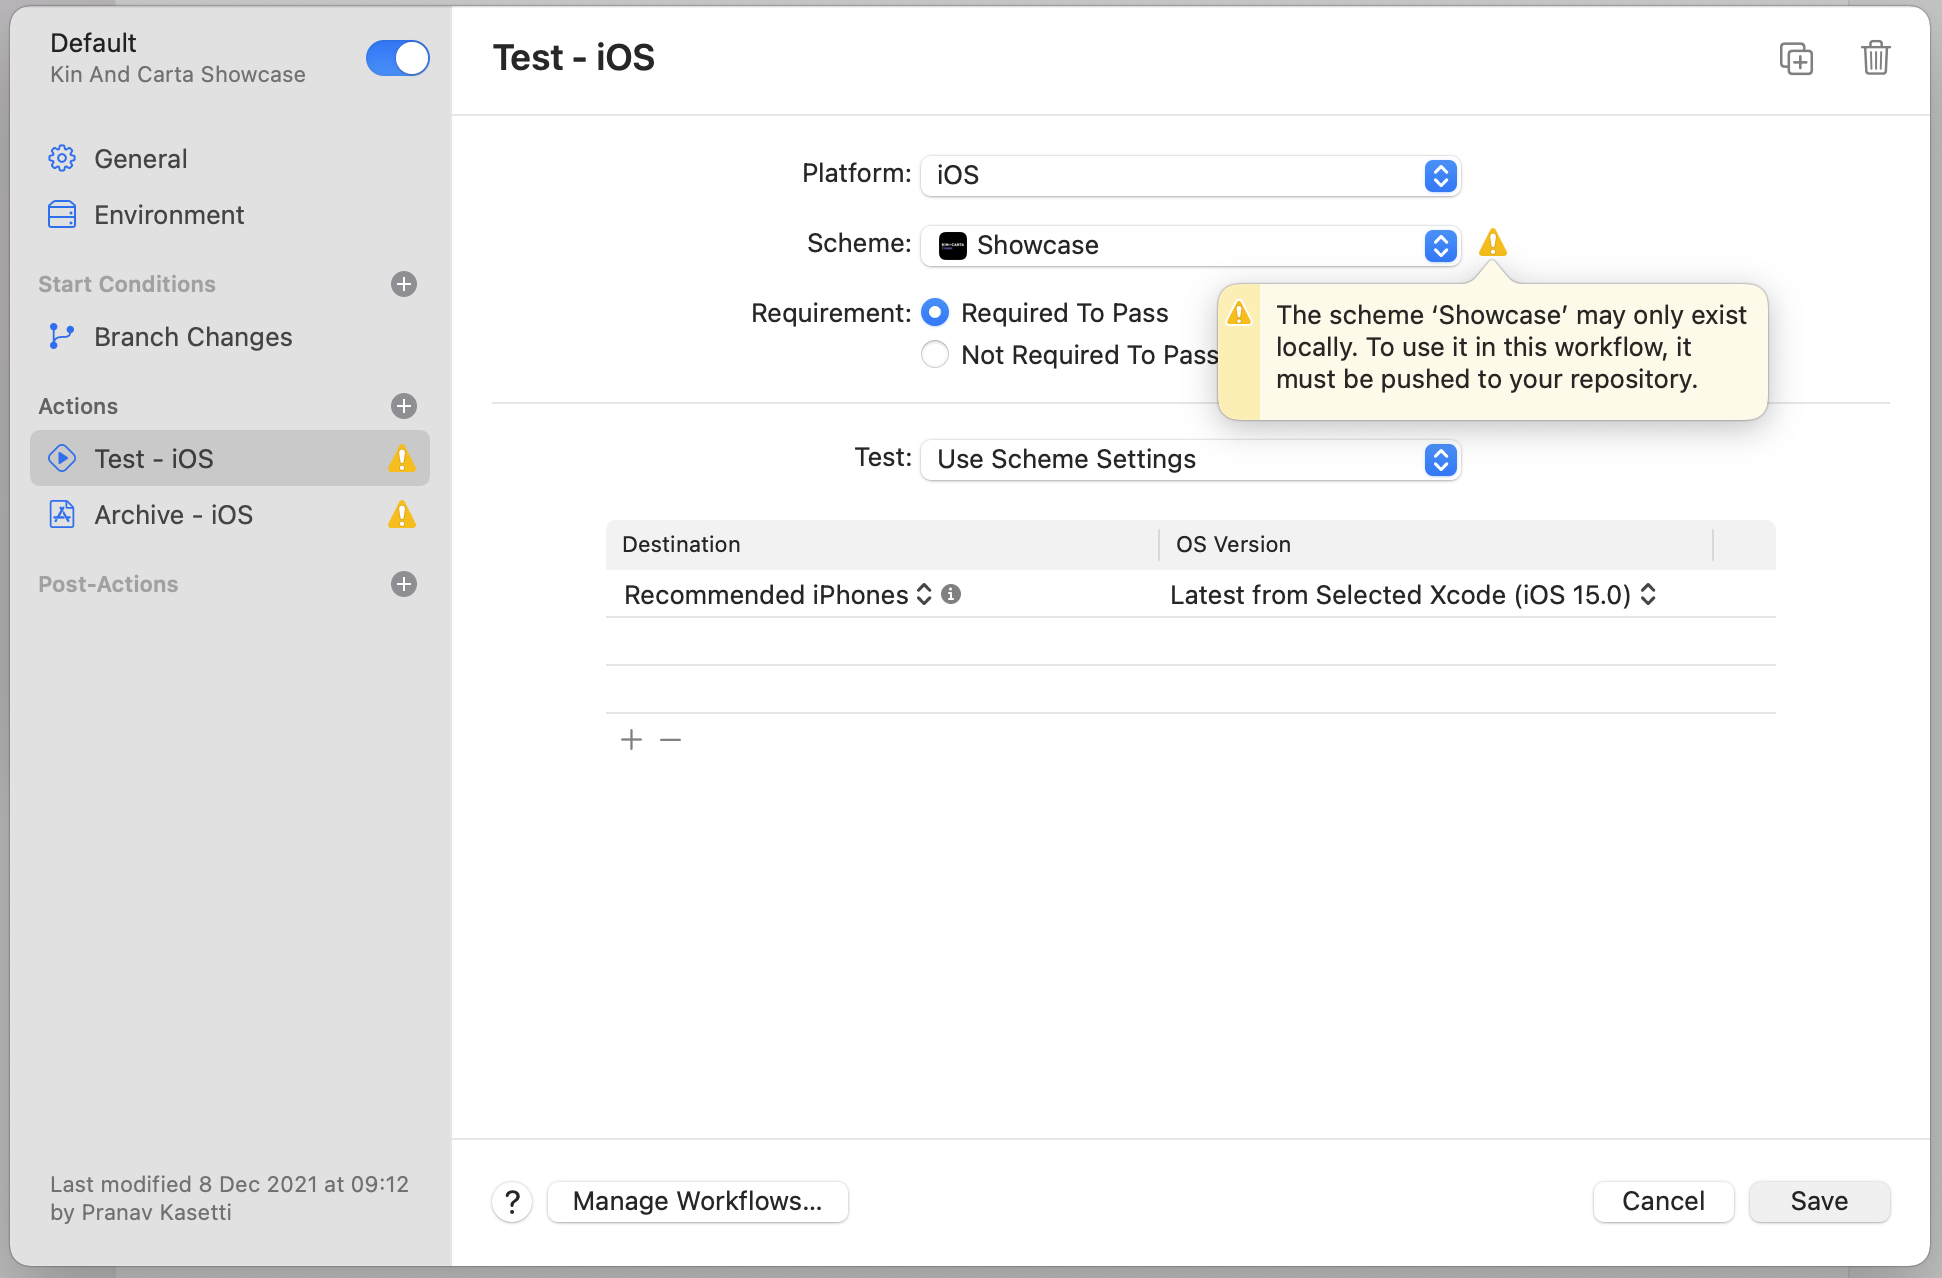 Default
Kin And Carta Showcase
General
Environment
Start Conditions
Branch Changes
Actions
Test - iOS
Archive - iOS
Post-Actions
Last modified 8 Dec 2021 at 09:12
by Pranav Kasetti
Test - iOS
Platform: iOS
Scheme: Showcase
Requirement: Required To Pass
Not Required To Pass
The scheme ‘Showcase’ may only exist
locally. To use it in this workflow, it
must be pushed to your repository.
Test: Use Scheme Settings
Destination OS Version
Recommended iPhones Latest from Selected Xcode (iOS 15.0)
? Manage Workflows... Cancel Save